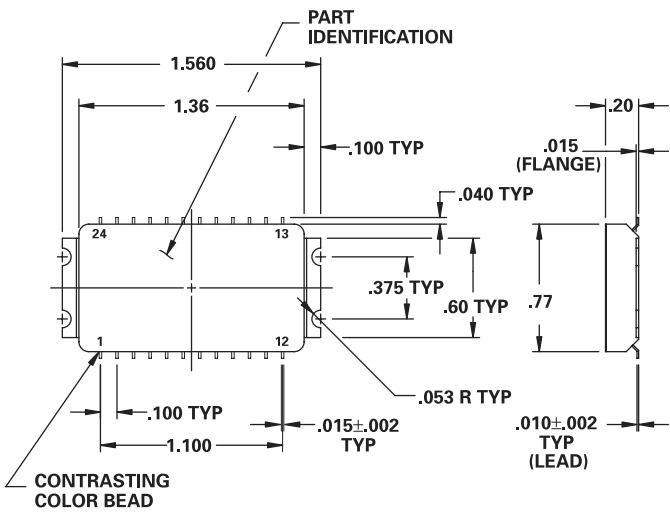 PART
IDENTIFICATION
1.560
1.36
.20
.100 TYP
.015
(FLANGE)
.040 TYP
24
13
.375 TYP
.60 TYP
.77
1
12
.053 R TYP
.100 TYP
.015±.002
TYP
.010±.002
TYP
(LEAD)
1.100
CONTRASTING
COLOR BEAD